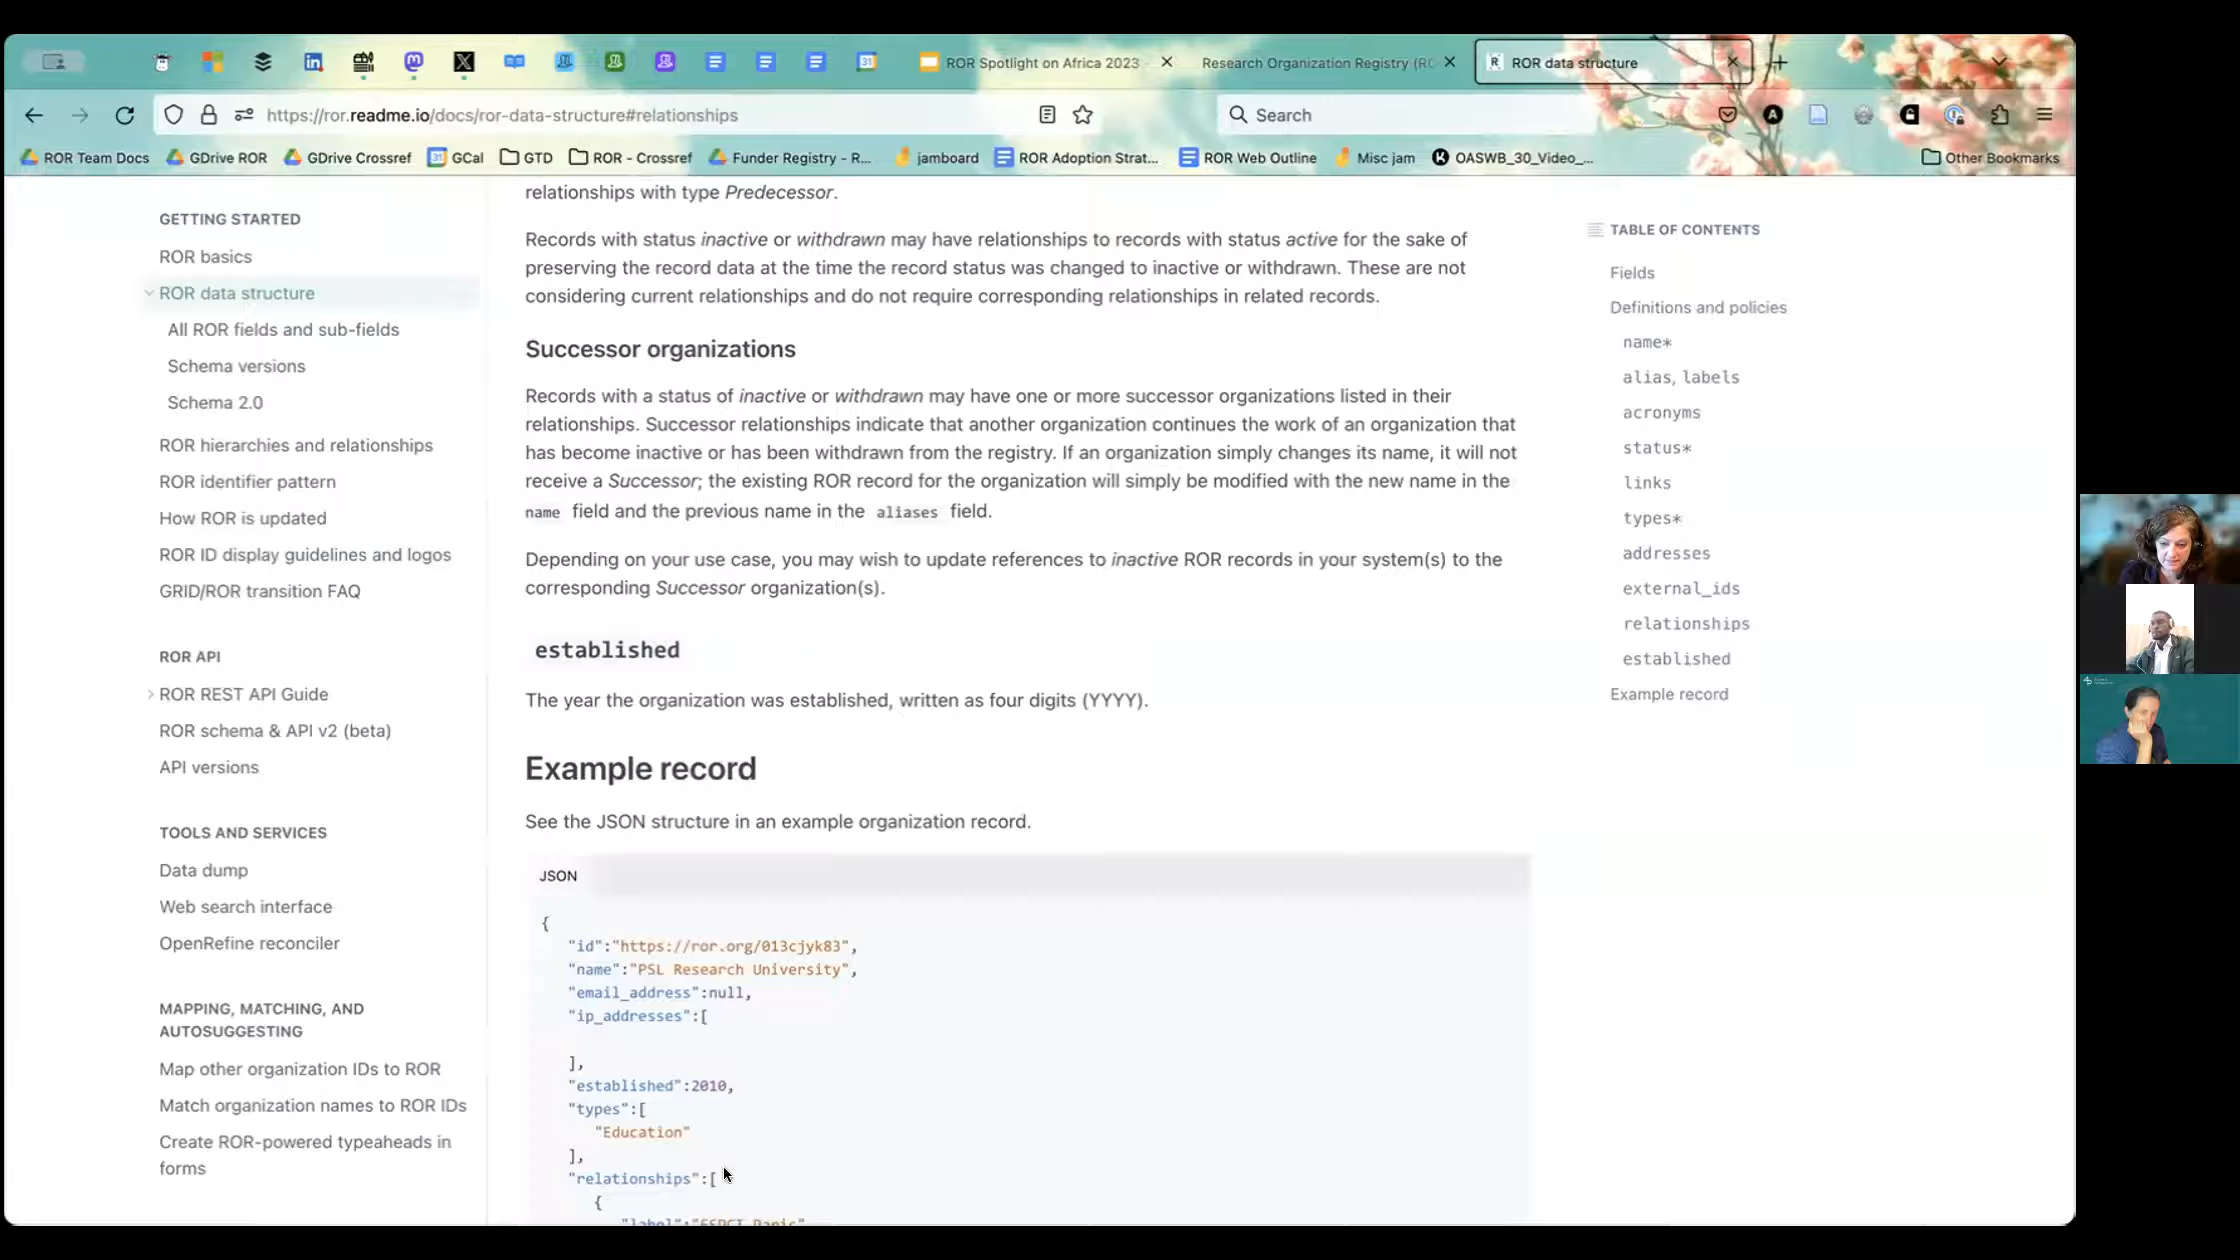 ROR Spotlight on Africa 2023
Research Organization Registry (RO
ROR data structure
https://ror.readme.io/docs/ror-data-structure#relationships
Search
ROR Team Docs
GDrive ROR
GDrive Crossref
GCal
GTD
ROR - Crossref
Funder Registry - R...
jamboard
ROR Adoption Strat...
ROR Web Outline
Misc jam
OASWB_30_Video_...
Other Bookmarks
GETTING STARTED
ROR basics
ROR data structure
All ROR fields and sub-fields
Schema versions
Schema 2.0
ROR hierarchies and relationships
ROR identifier pattern
How ROR is updated
ROR ID display guidelines and logos
GRID/ROR transition FAQ
ROR API
ROR REST API Guide
ROR schema & API v2 (beta)
API versions
TOOLS AND SERVICES
Data dump
Web search interface
OpenRefine reconciler
MAPPING, MATCHING, AND
AUTOSUGGESTING
Map other organization IDs to ROR
Match organization names to ROR IDs
Create ROR-powered typeaheads in
forms
relationships with type Predecessor.
Records with status inactive or withdrawn may have relationships to records with status active for the sake of
preserving the record data at the time the record status was changed to inactive or withdrawn. These are not
considering current relationships and do not require corresponding relationships in related records.
Successor organizations
Records with a status of inactive or withdrawn may have one or more successor organizations listed in their
relationships. Successor relationships indicate that another organization continues the work of an organization that
has become inactive or has been withdrawn from the registry. If an organization simply changes its name, it will not
receive a Successor; the existing ROR record for the organization will simply be modified with the new name in the
name field and the previous name in the aliases field.
Depending on your use case, you may wish to update references to inactive ROR records in your system(s) to the
corresponding Successor organization(s).
established
The year the organization was established, written as four digits (YYYY).
Example record
See the JSON structure in an example organization record.
JSON
{
"id":"https://ror.org/013cjyk83",
"name":"PSL Research University",
"email_address":null,
"ip_addresses":[
],
"established":2010,
"types":[
"Education"
],
"relationships":[
{
"label":"ESPCI Paris"
TABLE OF CONTENTS
Fields
Definitions and policies
name*
alias, labels
acronyms
status*
links
types*
addresses
external_ids
relationships
established
Example record